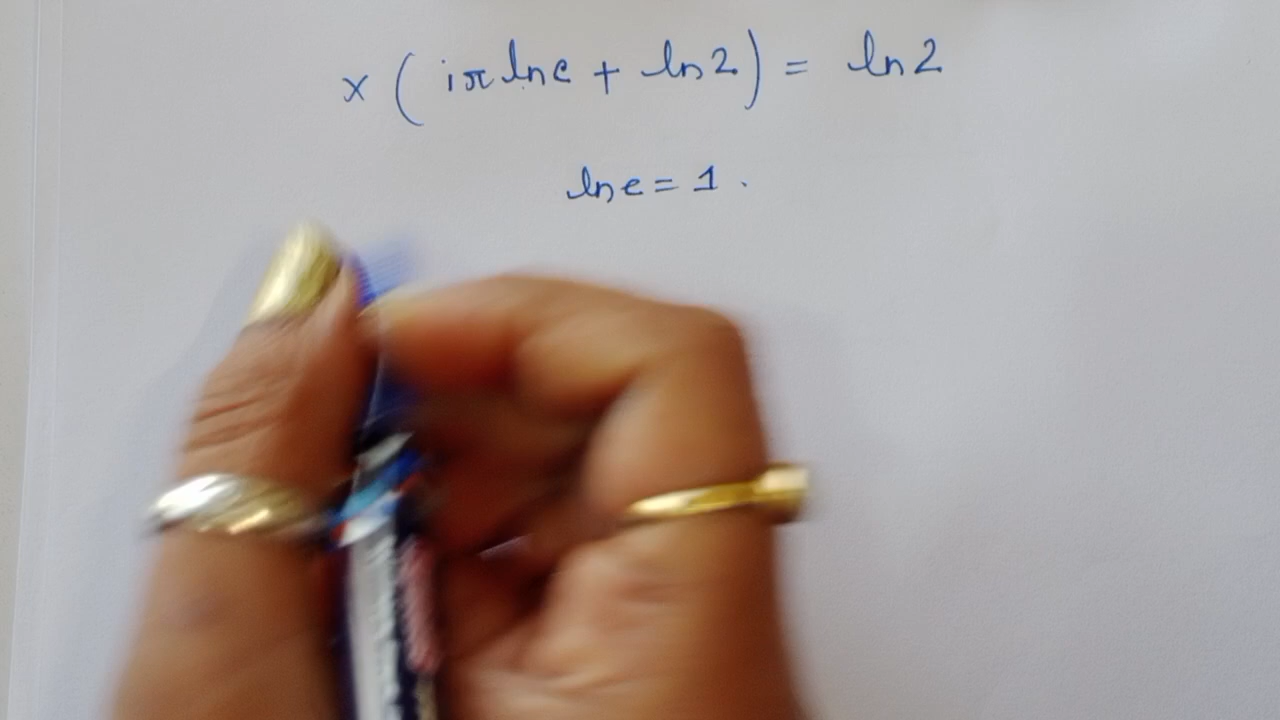 x ( iπ ln e + ln 2 ) = ln 2
ln e = 1 .